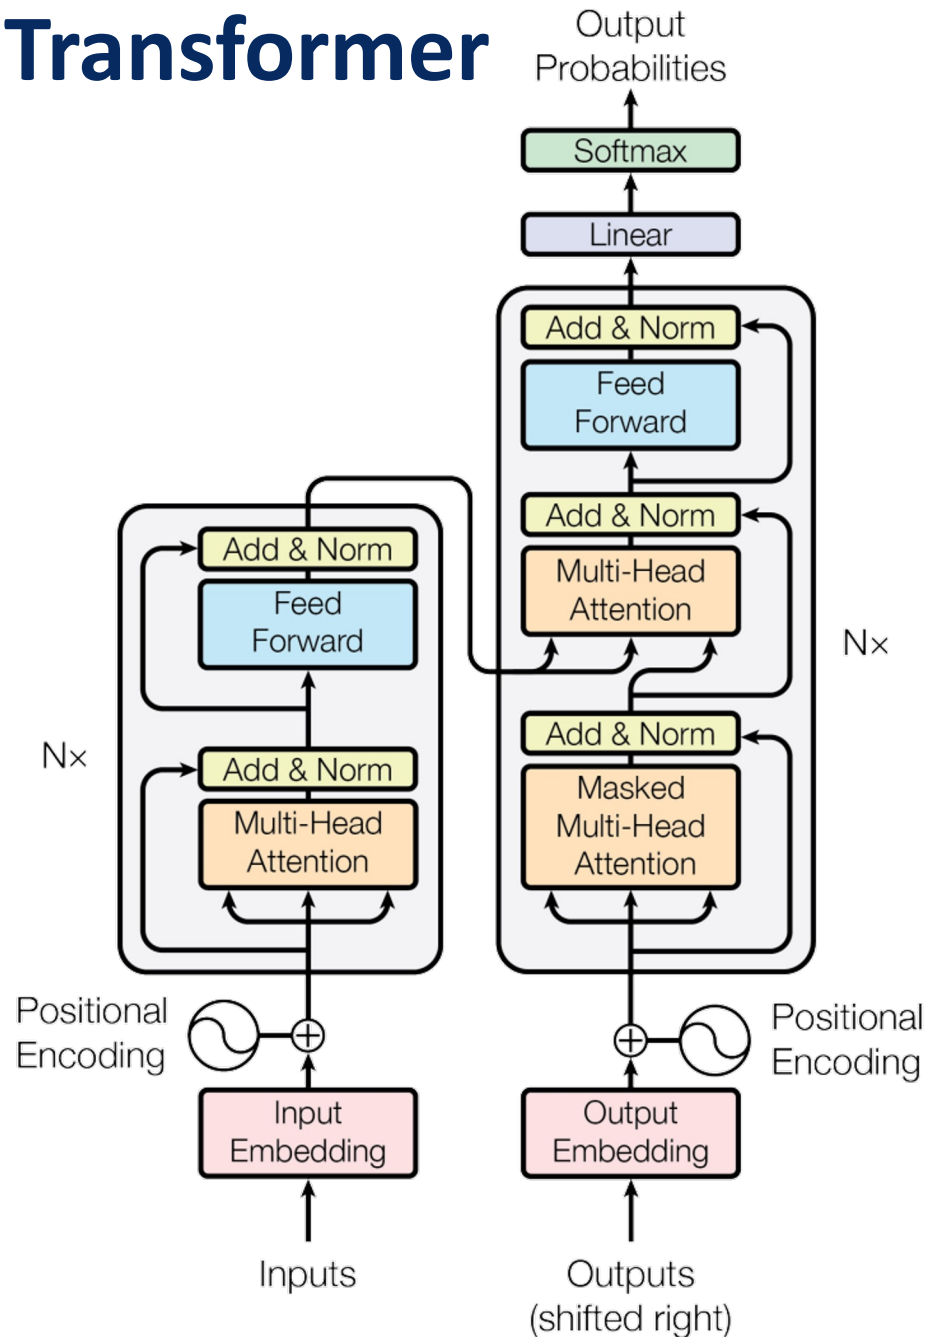 Transformer
Output
Probabilities
Softmax
Linear
Add & Norm
Feed
Forward
Add & Norm
Multi-Head
Attention
Nx
Add & Norm
Masked
Multi-Head
Attention
Add & Norm
Feed
Forward
Nx
Add & Norm
Multi-Head
Attention
Positional
Encoding
Positional
Encoding
Input
Embedding
Output
Embedding
Inputs
Outputs
(shifted right)